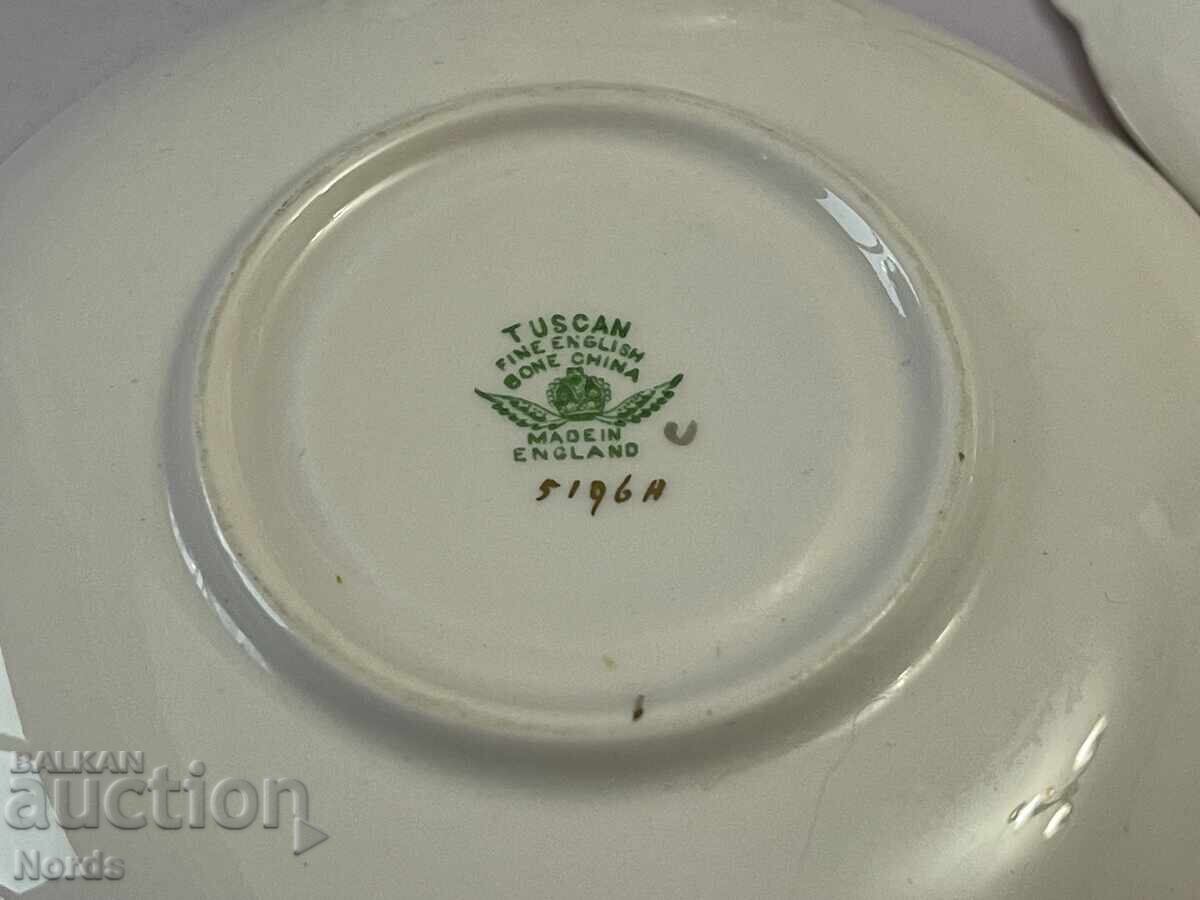 TUSCAN
FINE ENGLISH
BONE CHINA
MADE IN
ENGLAND
5196H
BALKAN
auction
Nords